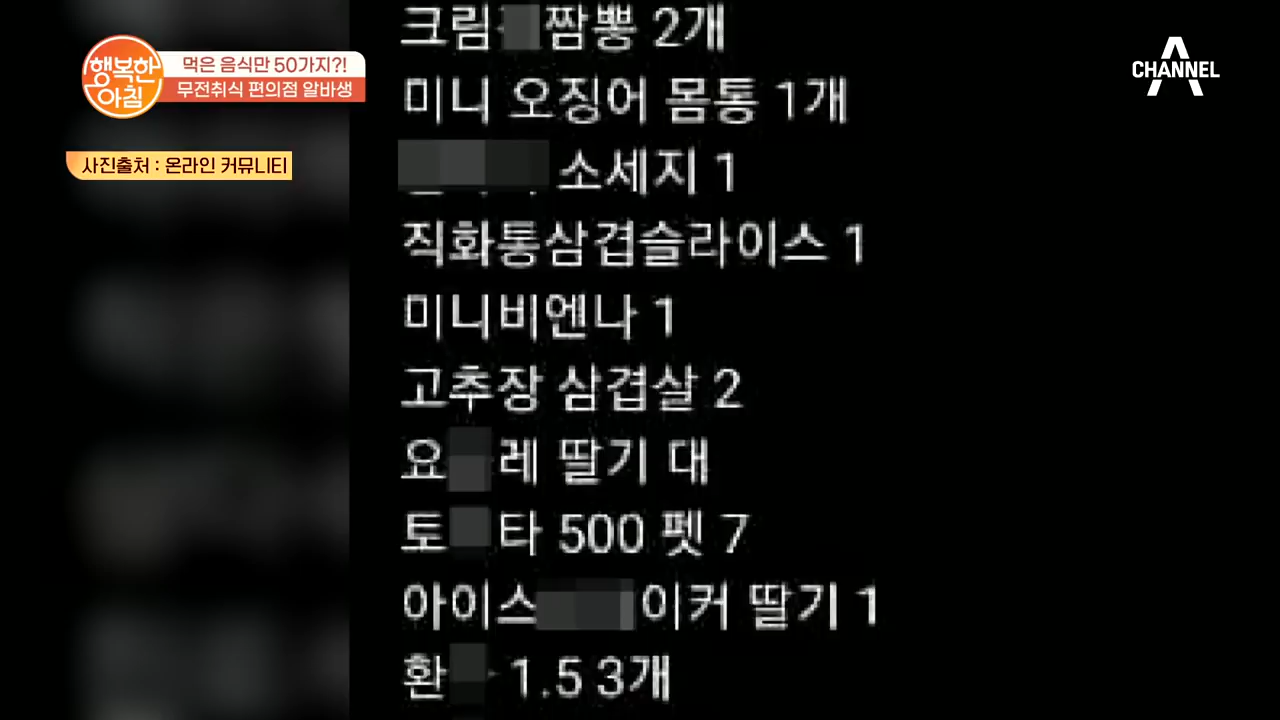 행복한
아침
먹은 음식만 50가지?!
무전취식 편의점 알바생
사진출처 : 온라인 커뮤니티
CHANNEL A
크림 짬뽕 2개
미니 오징어 몸통 1개
소세지 1
직화통삼겹슬라이스 1
미니비엔나 1
고추장 삼겹살 2
요 레 딸기 대
토 타 500 펫 7
아이스 이커 딸기 1
환 1.5 3개